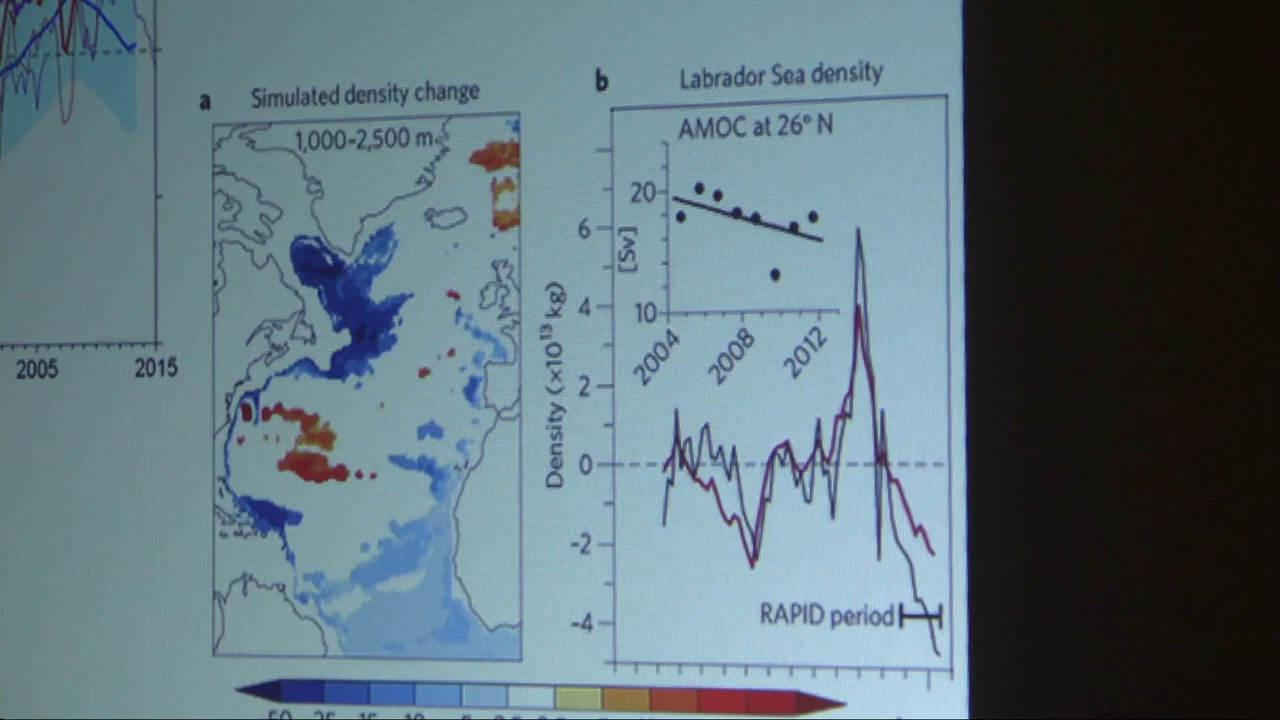 2005
2015
a
Simulated density change
1,000–2,500 m
b
Labrador Sea density
AMOC at 26° N
20
10
[Sv]
2004
2008
2012
Density (×10¹³ kg)
6
4
2
0
-2
-4
RAPID period